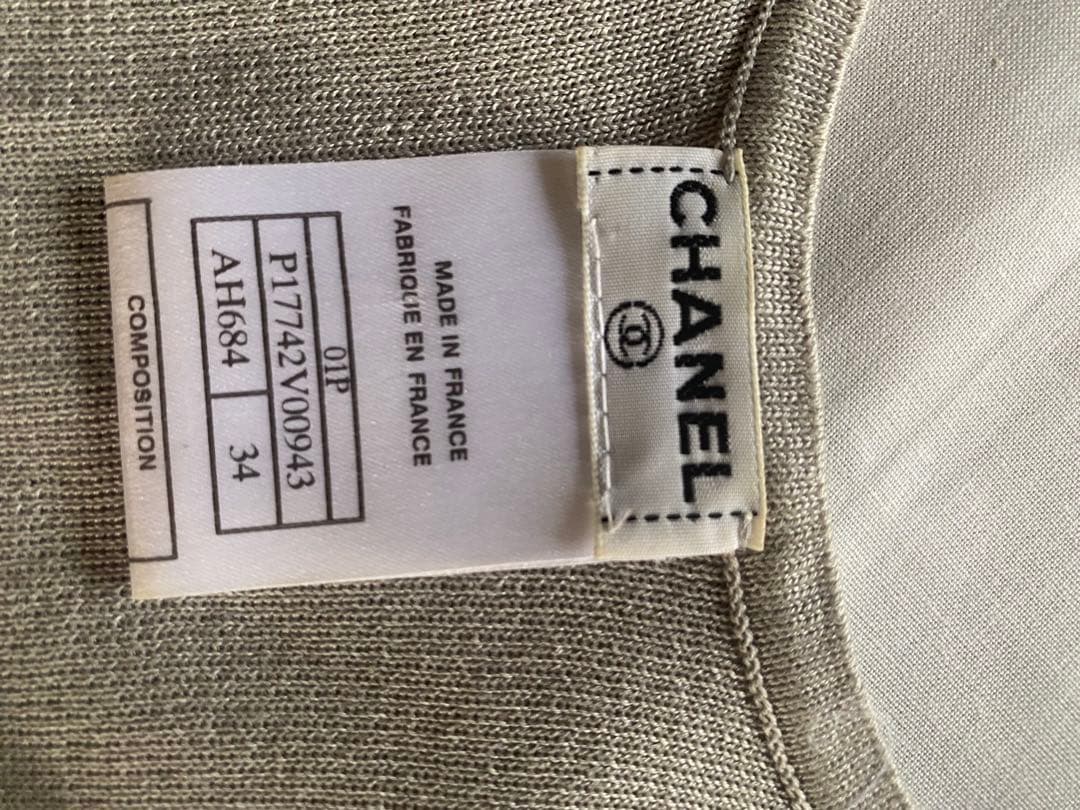 CHANEL
MADE IN FRANCE
FABRIQUE EN FRANCE
01P
P17742V00943
AH684 34
COMPOSITION